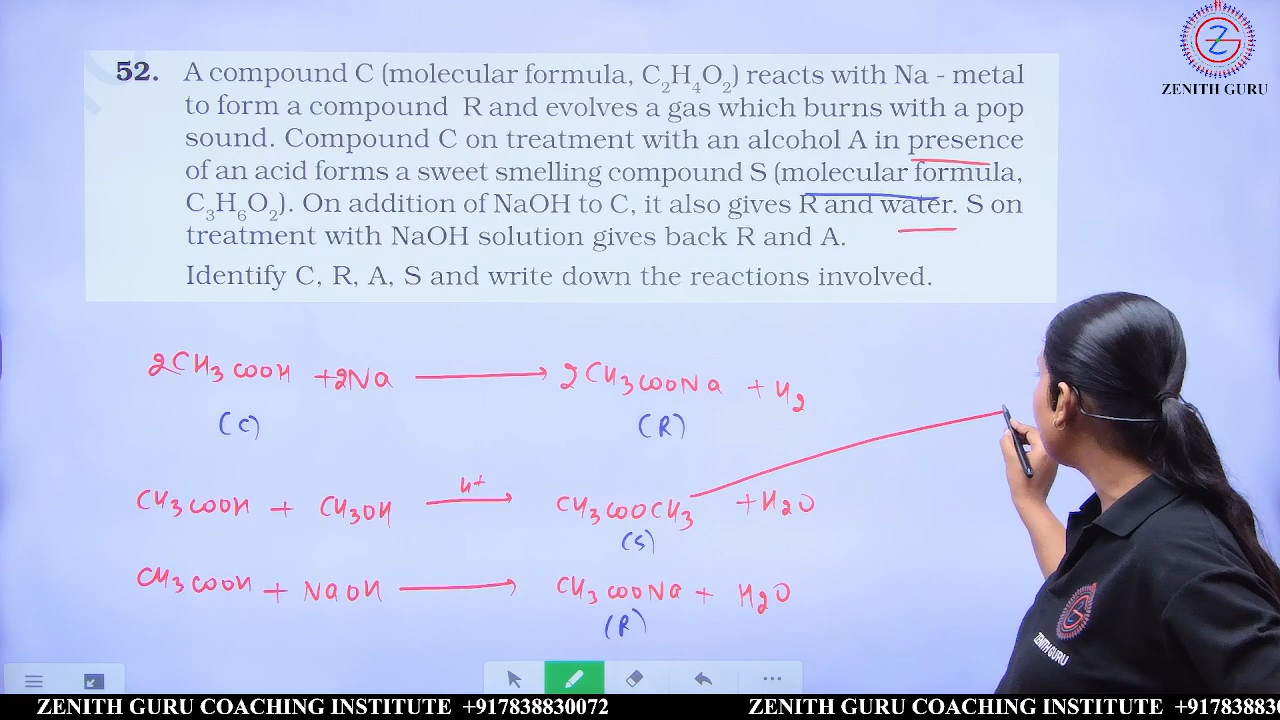 ZENITH GURU
52. A compound C (molecular formula, C₂H₄O₂) reacts with Na - metal
to form a compound R and evolves a gas which burns with a pop
sound. Compound C on treatment with an alcohol A in presence
of an acid forms a sweet smelling compound S (molecular formula,
C₃H₆O₂). On addition of NaOH to C, it also gives R and water. S on
treatment with NaOH solution gives back R and A.
Identify C, R, A, S and write down the reactions involved.
2CH₃COOH +2Na ⟶ 2CH₃COONa + H₂
(C) (R)
CH₃COOH + CH₃OH ⟶ H⁺ CH₃COOCH₃ + H₂O
(S)
CH₃COOH + NaOH ⟶ CH₃COONa + H₂O
(R)
ZENITH GURU
ZENITH GURU COACHING INSTITUTE +917838830072 ZENITH GURU COACHING INSTITUTE +91783883